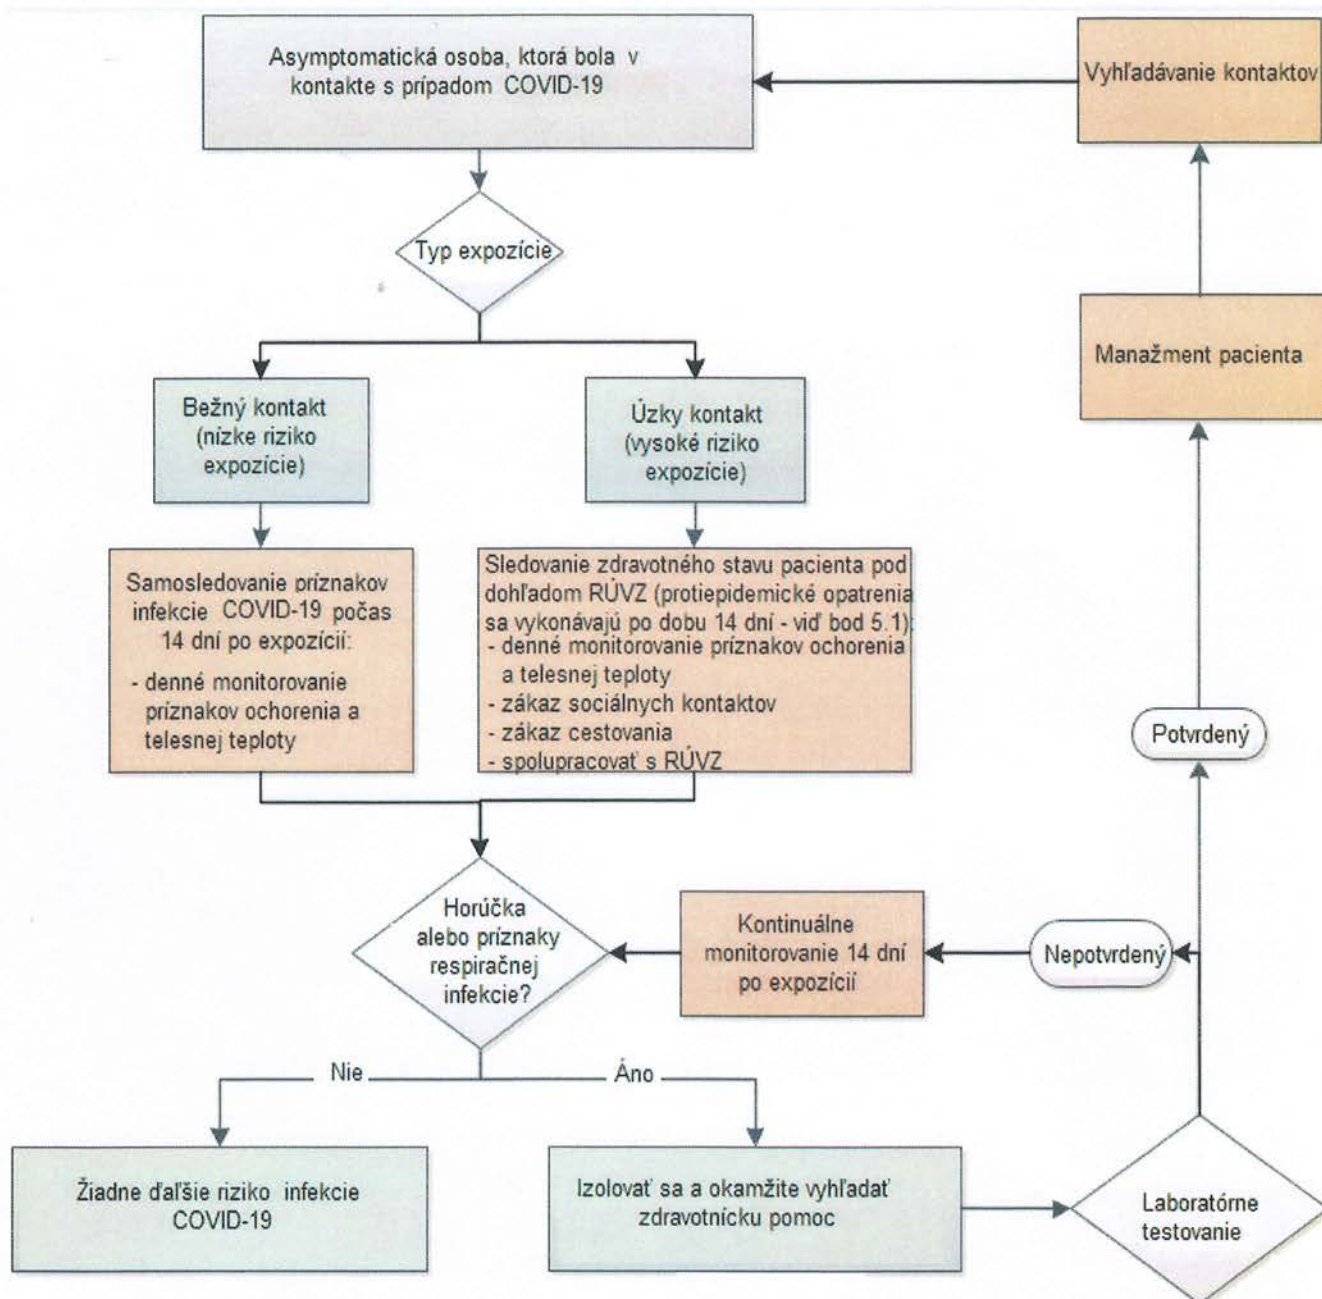 Asymptomatická osoba, ktorá bola v
kontakte s prípadom COVID-19
Vyhľadávanie kontaktov
Typ expozície
Manažment pacienta
Bežný kontakt
(nízke riziko
expozície)
Úzky kontakt
(vysoké riziko
expozície)
Samosledovanie príznakov
infekcie COVID-19 počas
14 dní po expozícií:
- denné monitorovanie
príznakov ochorenia a
telesnej teploty
Sledovanie zdravotného stavu pacienta pod
dohľadom RÚVZ (protiepidemické opatrenia
sa vykonávajú po dobu 14 dní - viď bod 5.1):
- denné monitorovanie príznakov ochorenia
a telesnej teploty
- zákaz sociálnych kontaktov
- zákaz cestovania
- spolupracovať s RÚVZ
Potvrdený
Horúčka
alebo príznaky
respiračnej
infekcie?
Kontinuálne
monitorovanie 14 dní
po expozícií
Nepotvrdený
Nie
Áno
Žiadne ďaľšie riziko infekcie
COVID-19
Izolovať sa a okamžite vyhľadať
zdravotnícku pomoc
Laboratórne
testovanie